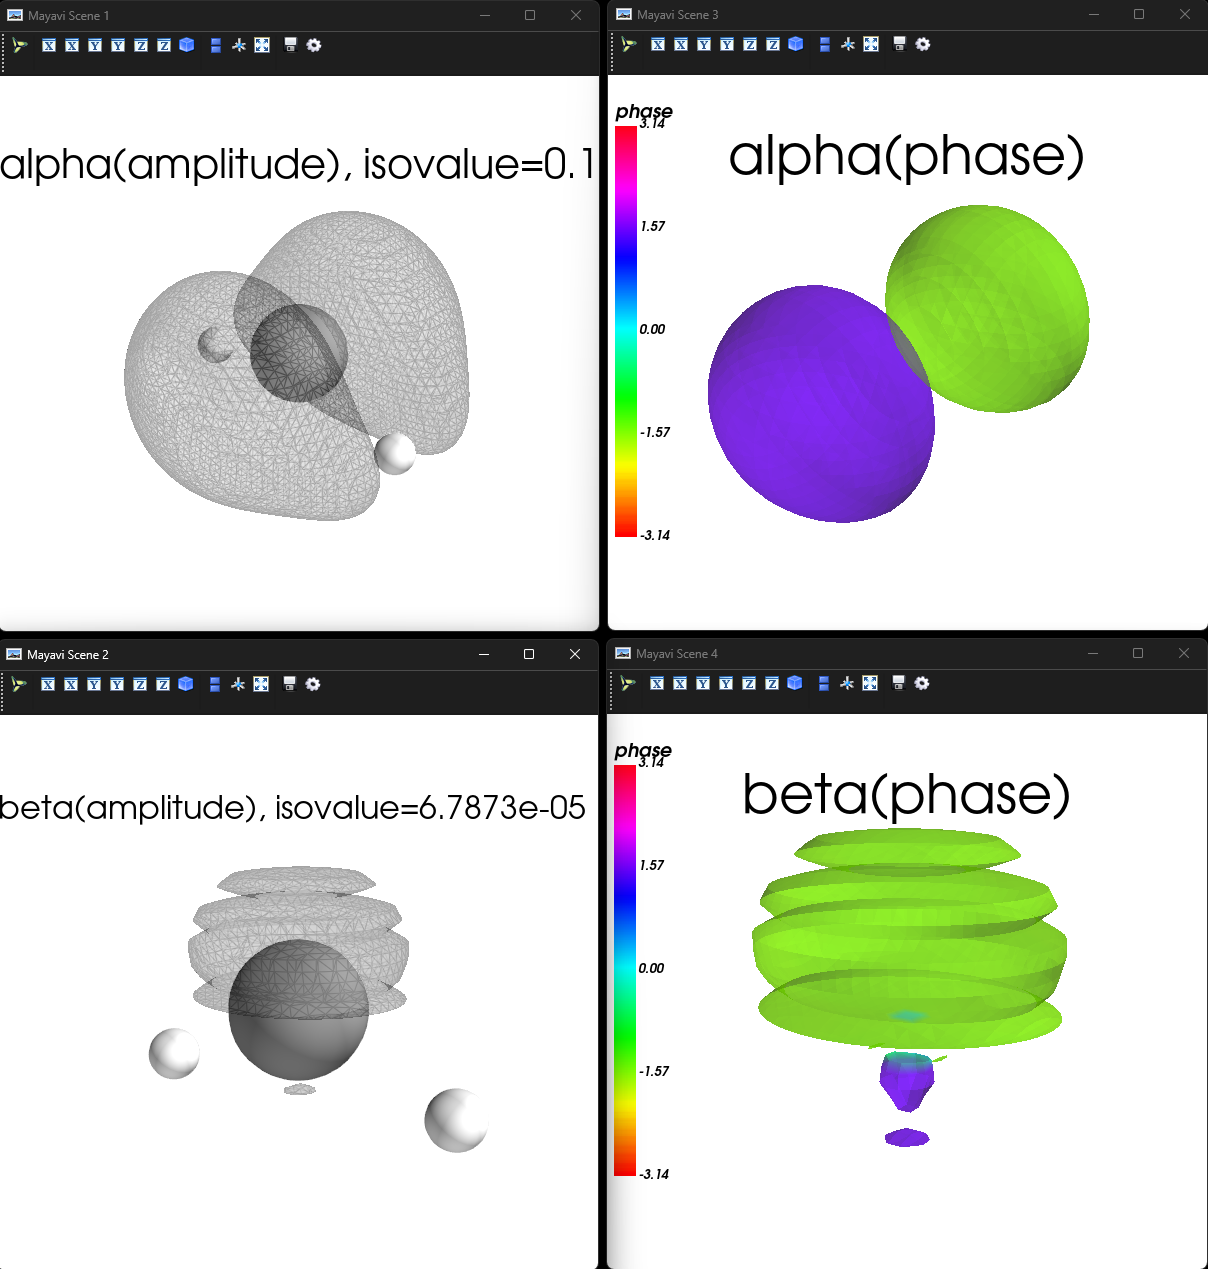 Mayavi Scene 1
X X Y Y Z Z
alpha(amplitude), isovalue=0.1
Mayavi Scene 3
X X Y Y Z Z
phase
3.14
alpha(phase)
1.57
0.00
-1.57
-3.14
Mayavi Scene 2
X X Y Y Z Z
beta(amplitude), isovalue=6.7873e-05
Mayavi Scene 4
X X Y Y Z Z
phase
3.14
beta(phase)
1.57
0.00
-1.57
-3.14